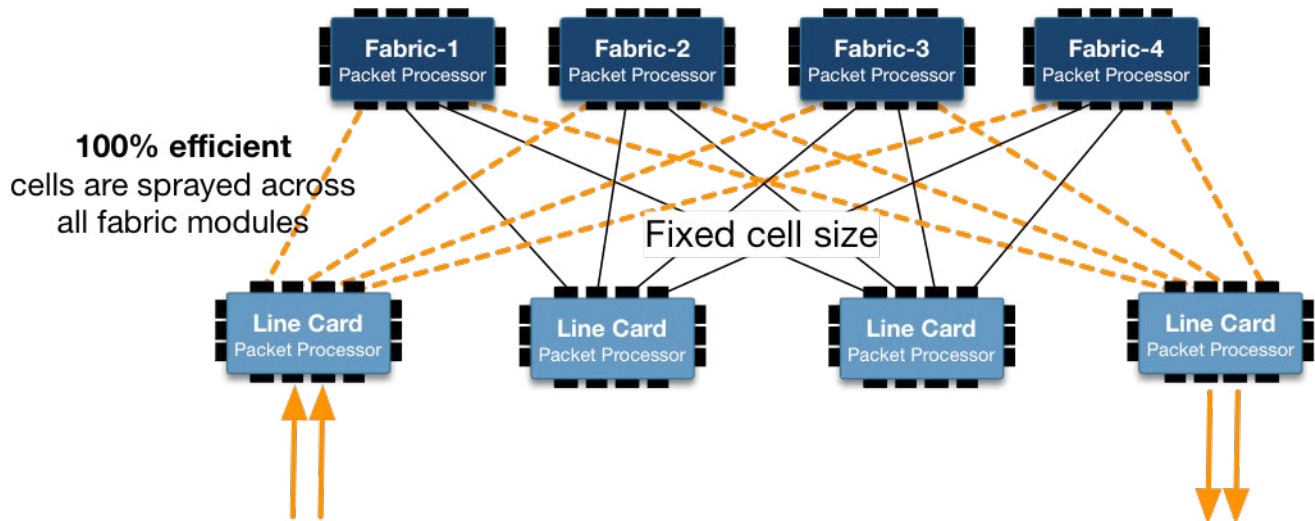 Fabric-1
Packet Processor
Fabric-2
Packet Processor
Fabric-3
Packet Processor
Fabric-4
Packet Processor
100% efficient
cells are sprayed across
all fabric modules
Fixed cell size
Line Card
Packet Processor
Line Card
Packet Processor
Line Card
Packet Processor
Line Card
Packet Processor